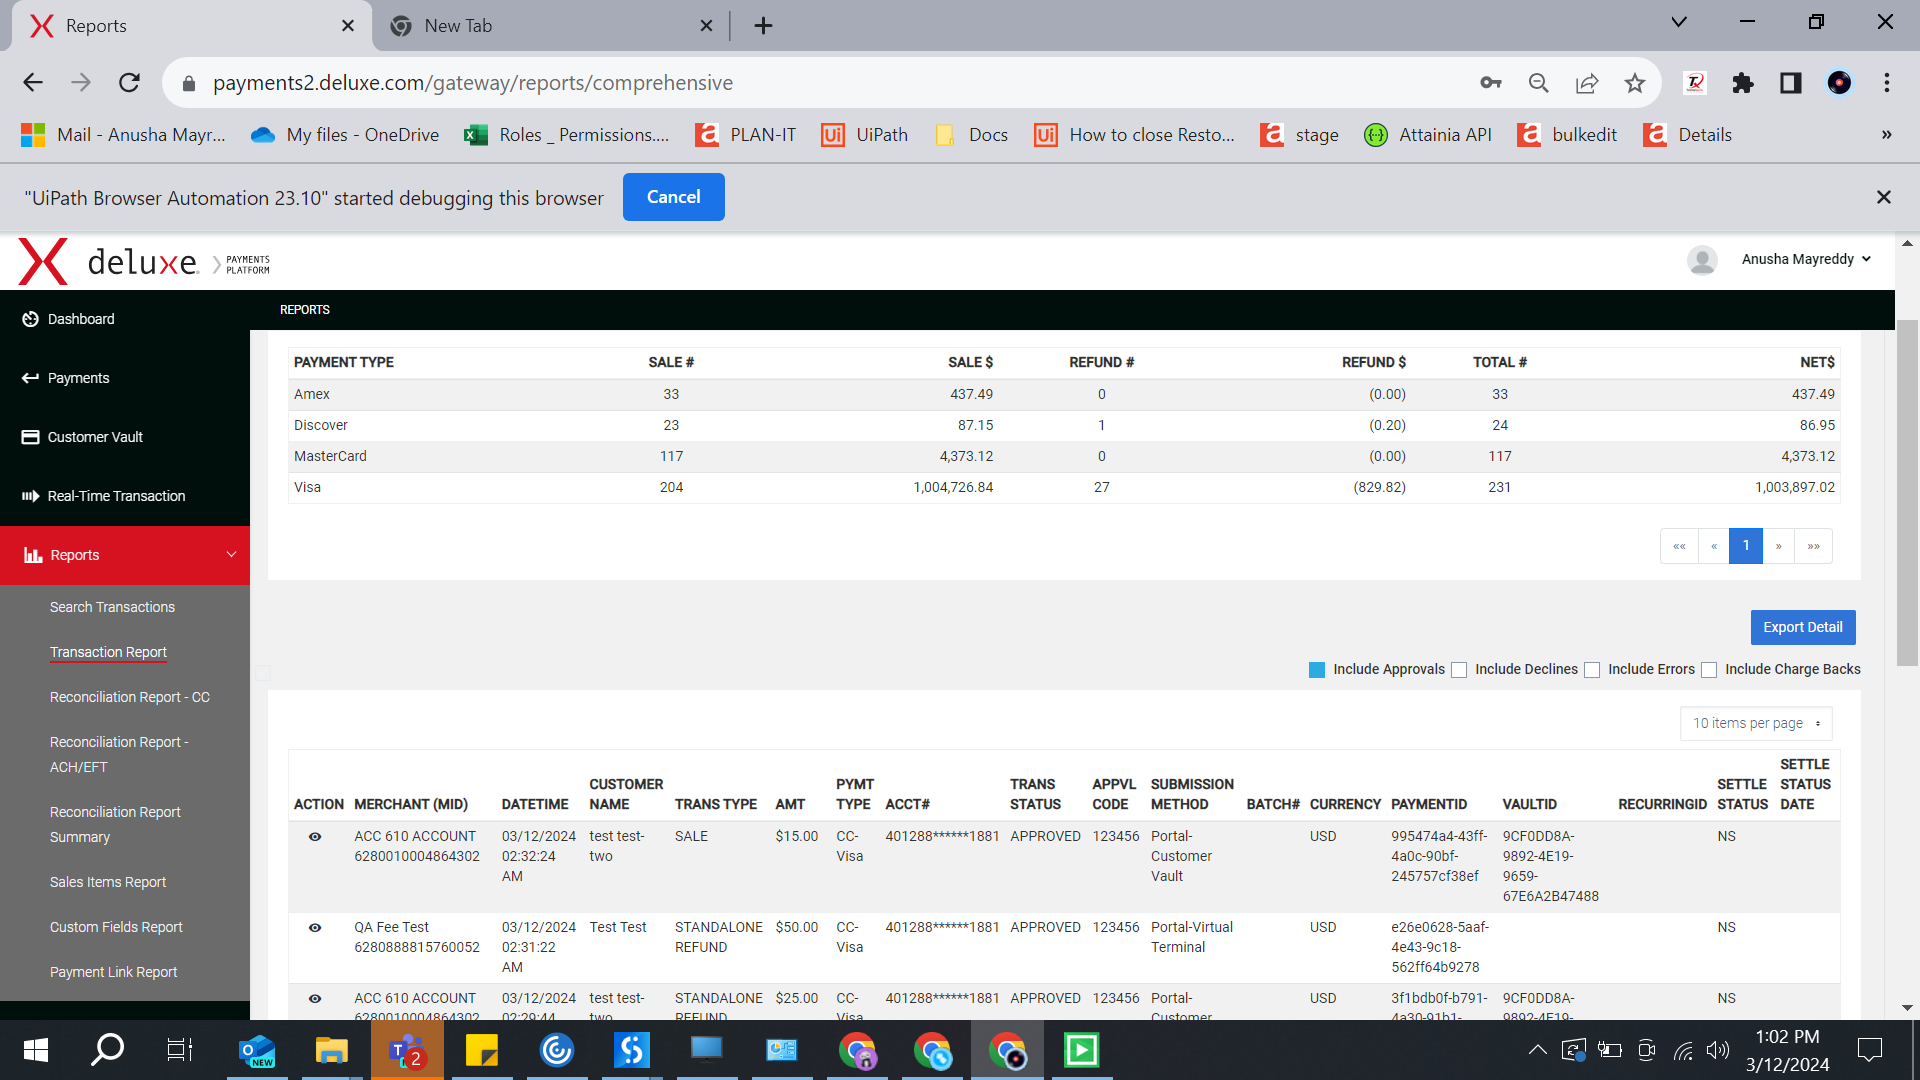 Reports
New Tab
payments2.deluxe.com/gateway/reports/comprehensive
Mail - Anusha Mayr... My files - OneDrive Roles _ Permissions.... PLAN-IT UiPath Docs How to close Resto... stage Attainia API bulkedit Details »
"UiPath Browser Automation 23.10" started debugging this browser Cancel
deluxe. PAYMENTS PLATFORM
Anusha Mayreddy
Dashboard
Payments
Customer Vault
Real-Time Transaction
Reports
Search Transactions
Transaction Report
Reconciliation Report - CC
Reconciliation Report -
ACH/EFT
Reconciliation Report
Summary
Sales Items Report
Custom Fields Report
Payment Link Report
REPORTS
PAYMENT TYPE SALE # SALE $ REFUND # REFUND $ TOTAL # NET$
Amex 33 437.49 0 (0.00) 33 437.49
Discover 23 87.15 1 (0.20) 24 86.95
MasterCard 117 4,373.12 0 (0.00) 117 4,373.12
Visa 204 1,004,726.84 27 (829.82) 231 1,003,897.02
«« « 1 » »»
Export Detail
Include Approvals Include Declines Include Errors Include Charge Backs
10 items per page
SETTLE
CUSTOMER PYMT TRANS APPVL SUBMISSION SETTLE STATUS
ACTION MERCHANT (MID) DATETIME NAME TRANS TYPE AMT TYPE ACCT# STATUS CODE METHOD BATCH# CURRENCY PAYMENTID VAULTID RECURRINGID STATUS DATE
ACC 610 ACCOUNT 03/12/2024 test test- SALE $15.00 CC- 401288******1881 APPROVED 123456 Portal- USD 995474a4-43ff- 9CF0DD8A- NS
6280010004864302 02:32:24 two Visa Customer 4a0c-90bf- 9892-4E19-
AM Vault 245757cf38ef 9659-
67E6A2B47488
QA Fee Test 03/12/2024 Test Test STANDALONE $50.00 CC- 401288******1881 APPROVED 123456 Portal-Virtual USD e26e0628-5aaf- NS
6280888815760052 02:31:22 REFUND Visa Terminal 4e43-9c18-
AM 562ff64b9278
ACC 610 ACCOUNT 03/12/2024 test test- STANDALONE $25.00 CC- 401288******1881 APPROVED 123456 Portal- USD 3f1bdb0f-b791- 9CF0DD8A- NS
6280010004864302 02:29:44 two REFUND Visa Customer 4a30-91b1- 9892-4E19-
NEW
2
1:02 PM
3/12/2024